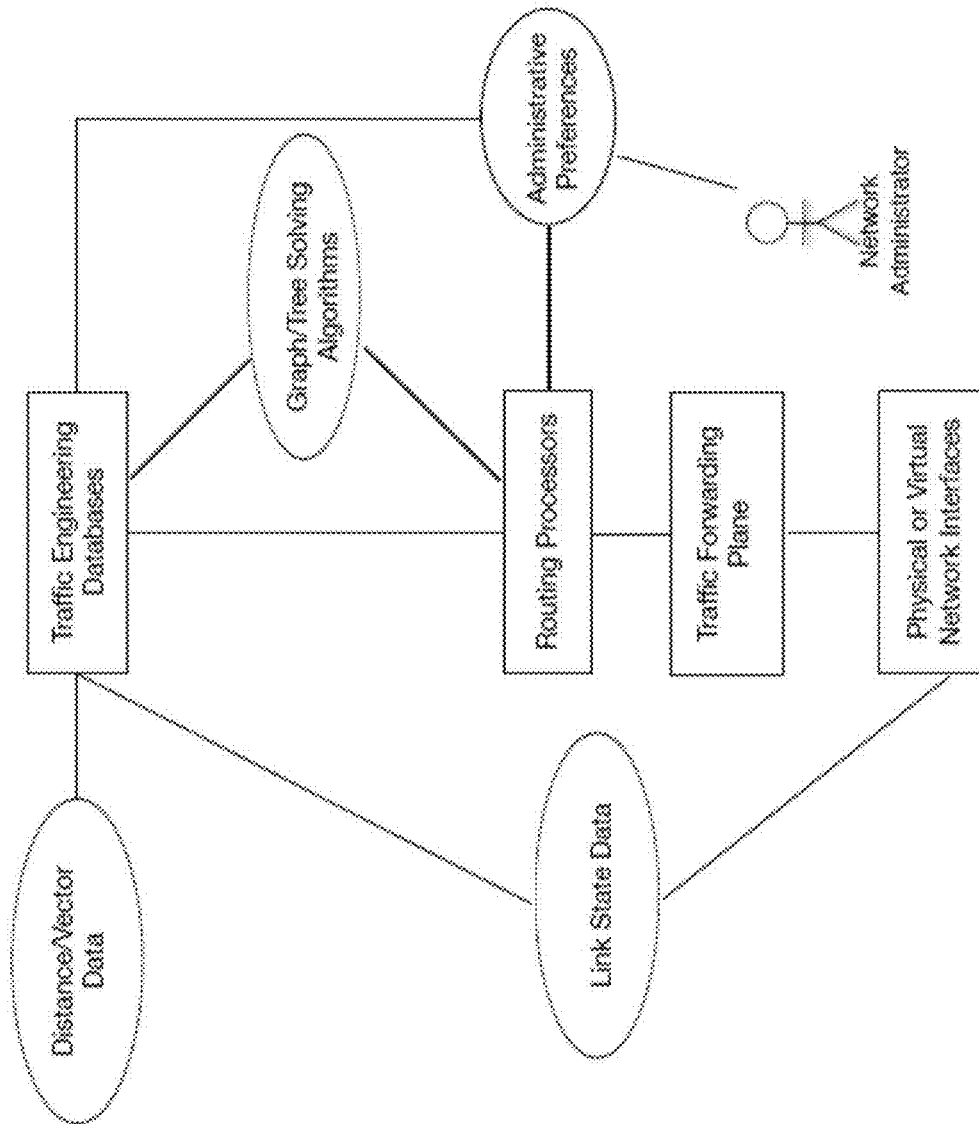 Distance/Vector
Data
Traffic Engineering
Databases
Graph/Tree Solving
Algorithms
Administrative
Preferences
Link State Data
Routing Processors
Traffic Forwarding
Plane
Physical or Virtual
Network Interfaces
Network
Administrator